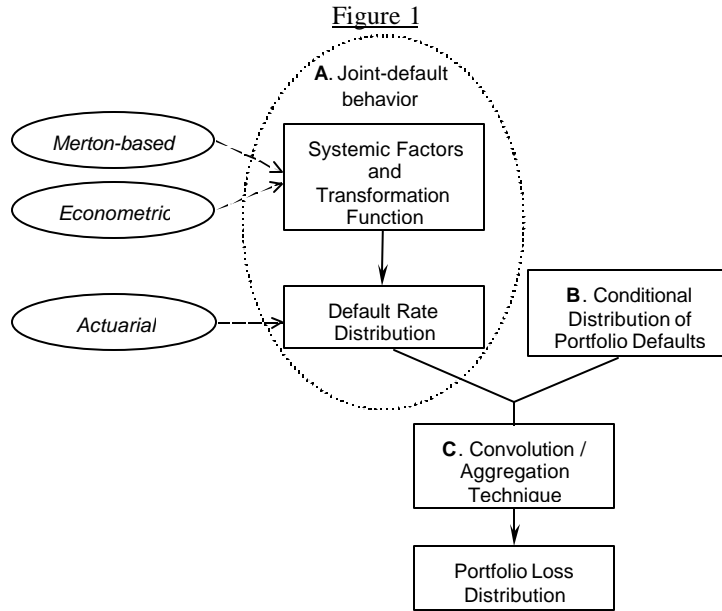 Figure 1
A. Joint-default
behavior
Merton-based
Systemic Factors
and
Transformation
Function
Econometric
Actuarial
Default Rate
Distribution
B. Conditional
Distribution of
Portfolio Defaults
C. Convolution /
Aggregation
Technique
Portfolio Loss
Distribution